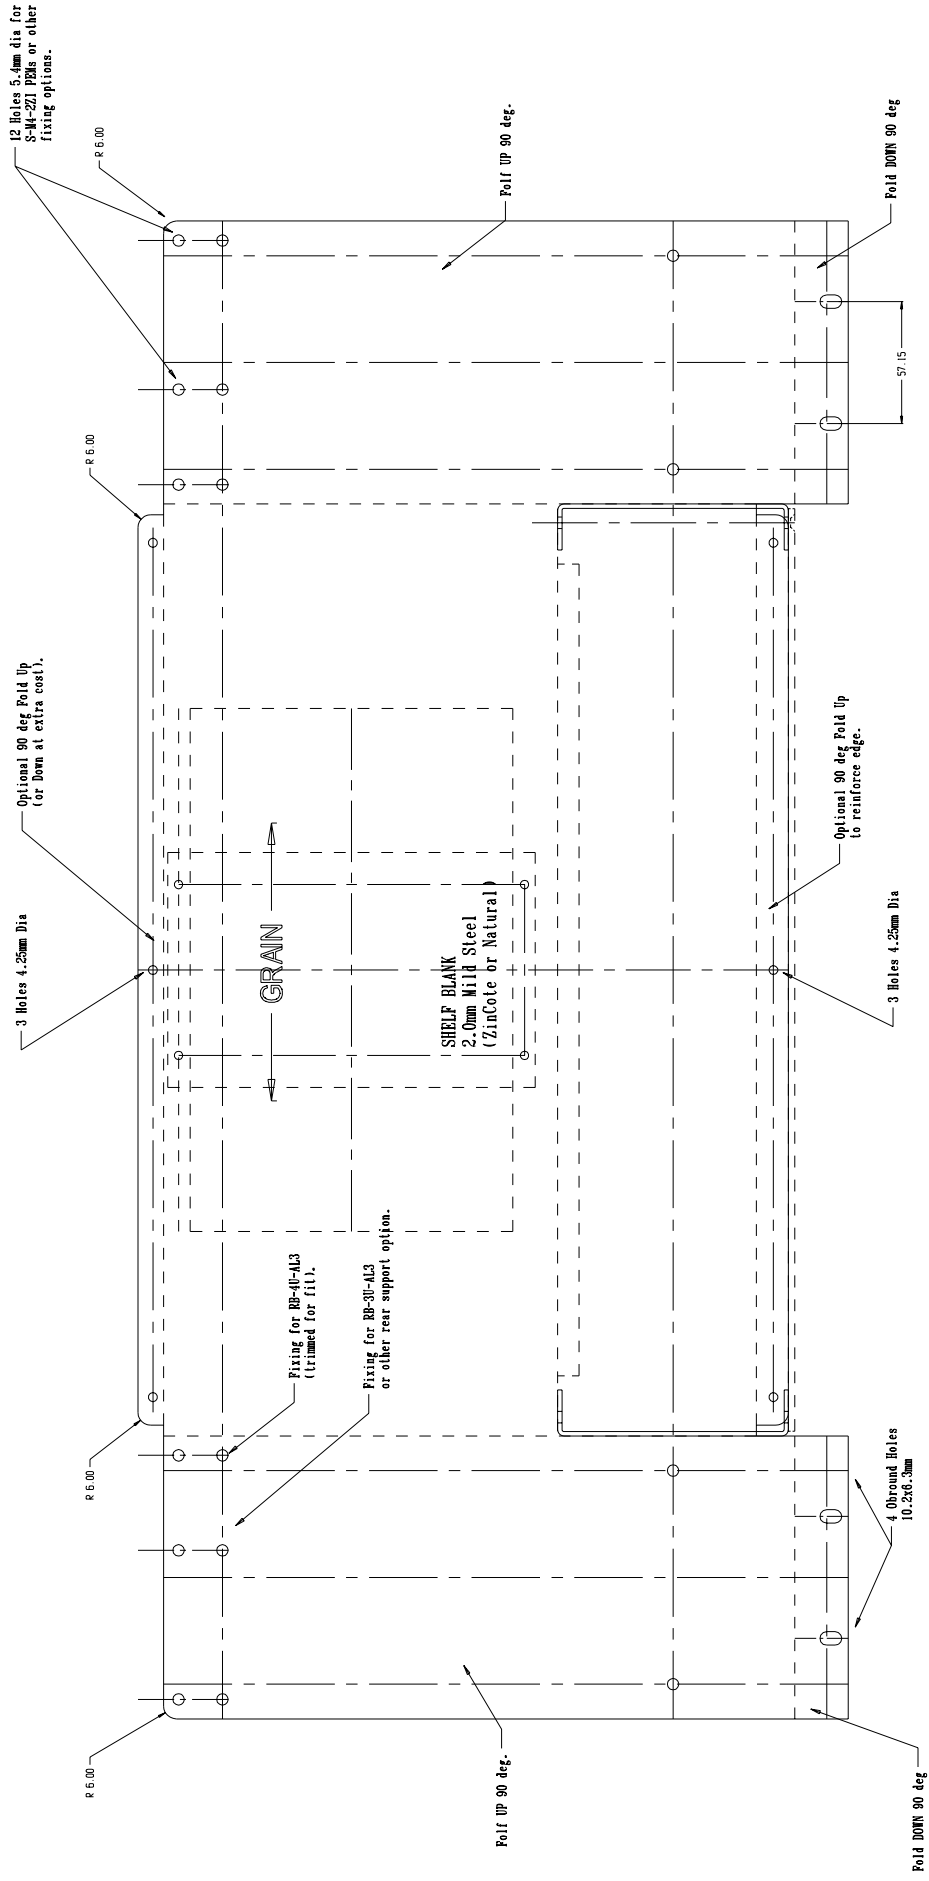 12 Holes 5.4mm dia for
S-M4-2ZI PEMs or other
fixing options.
R 6.00
Folf UP 90 deg.
Fold DOWN 90 deg
57.15
R 6.00
Optional 90 deg Fold Up
(or Down at extra cost).
3 Holes 4.25mm Dia
GRAIN
SHELF BLANK
2.0mm Mild Steel
(ZinCote or Natural)
Optional 90 deg Fold Up
to reinforce edge.
3 Holes 4.25mm Dia
Fixing for RB-4U-AL3
(trimmed for fit).
Fixing for RB-3U-AL3
or other rear support option.
R 6.00
4 Obround Holes
10.2x6.3mm
R 6.00
Folf UP 90 deg.
Fold DOWN 90 deg